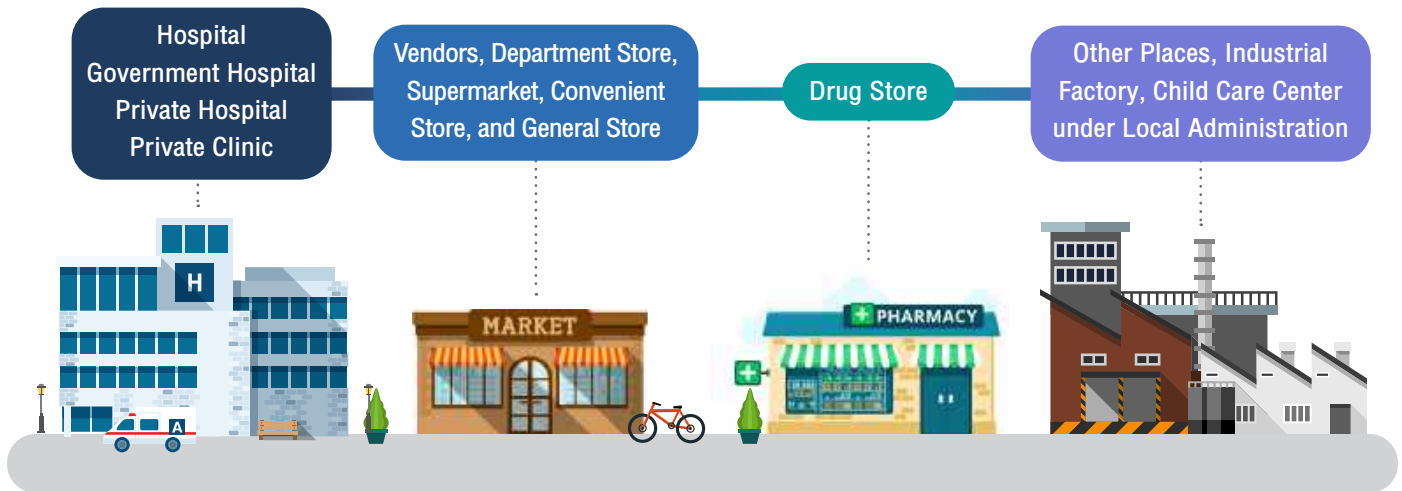 Hospital
Government Hospital
Private Hospital
Private Clinic
Vendors, Department Store,
Supermarket, Convenient
Store, and General Store
Drug Store
Other Places, Industrial
Factory, Child Care Center
under Local Administration
H
A
MARKET
PHARMACY